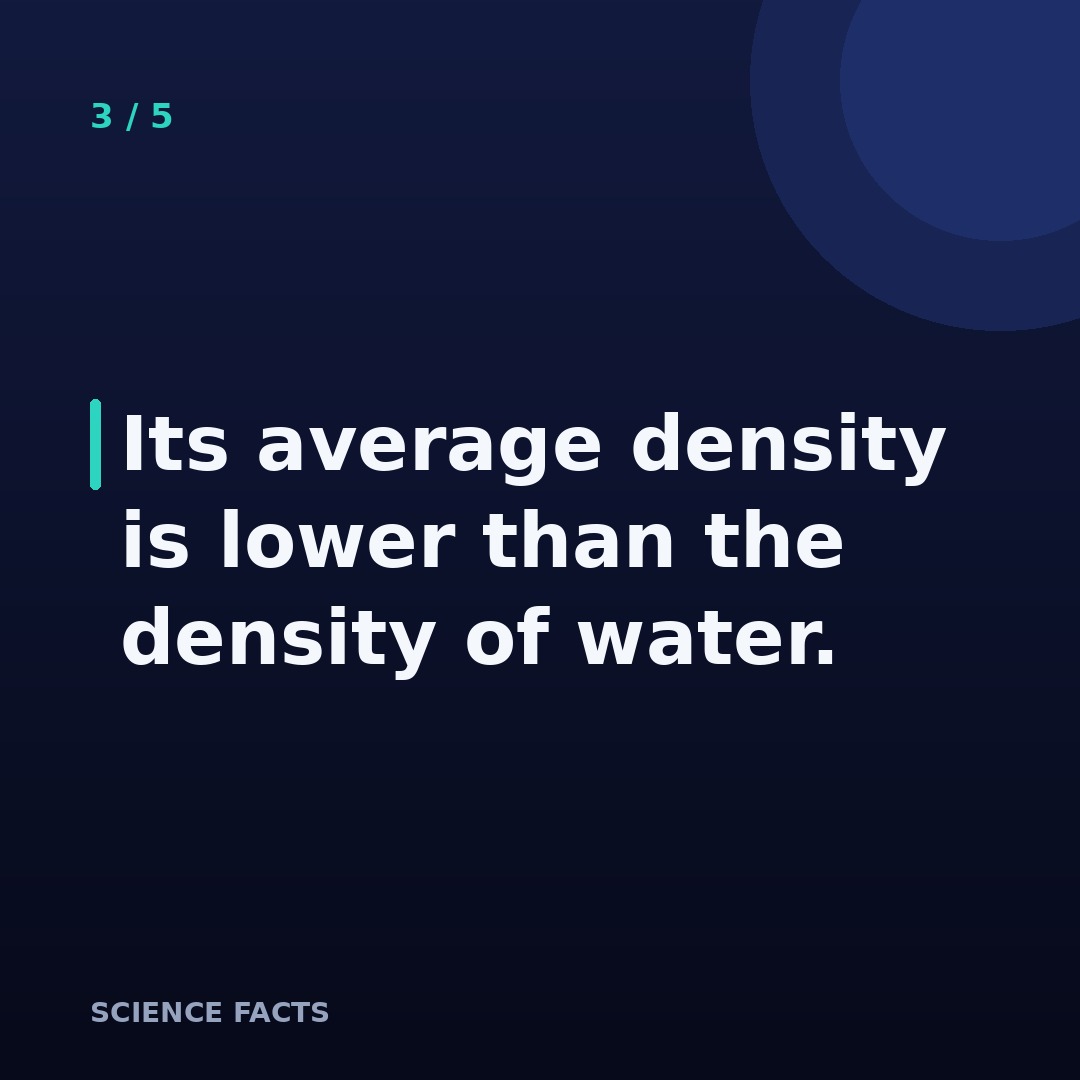 3 / 5
Its average density
is lower than the
density of water.
SCIENCE FACTS